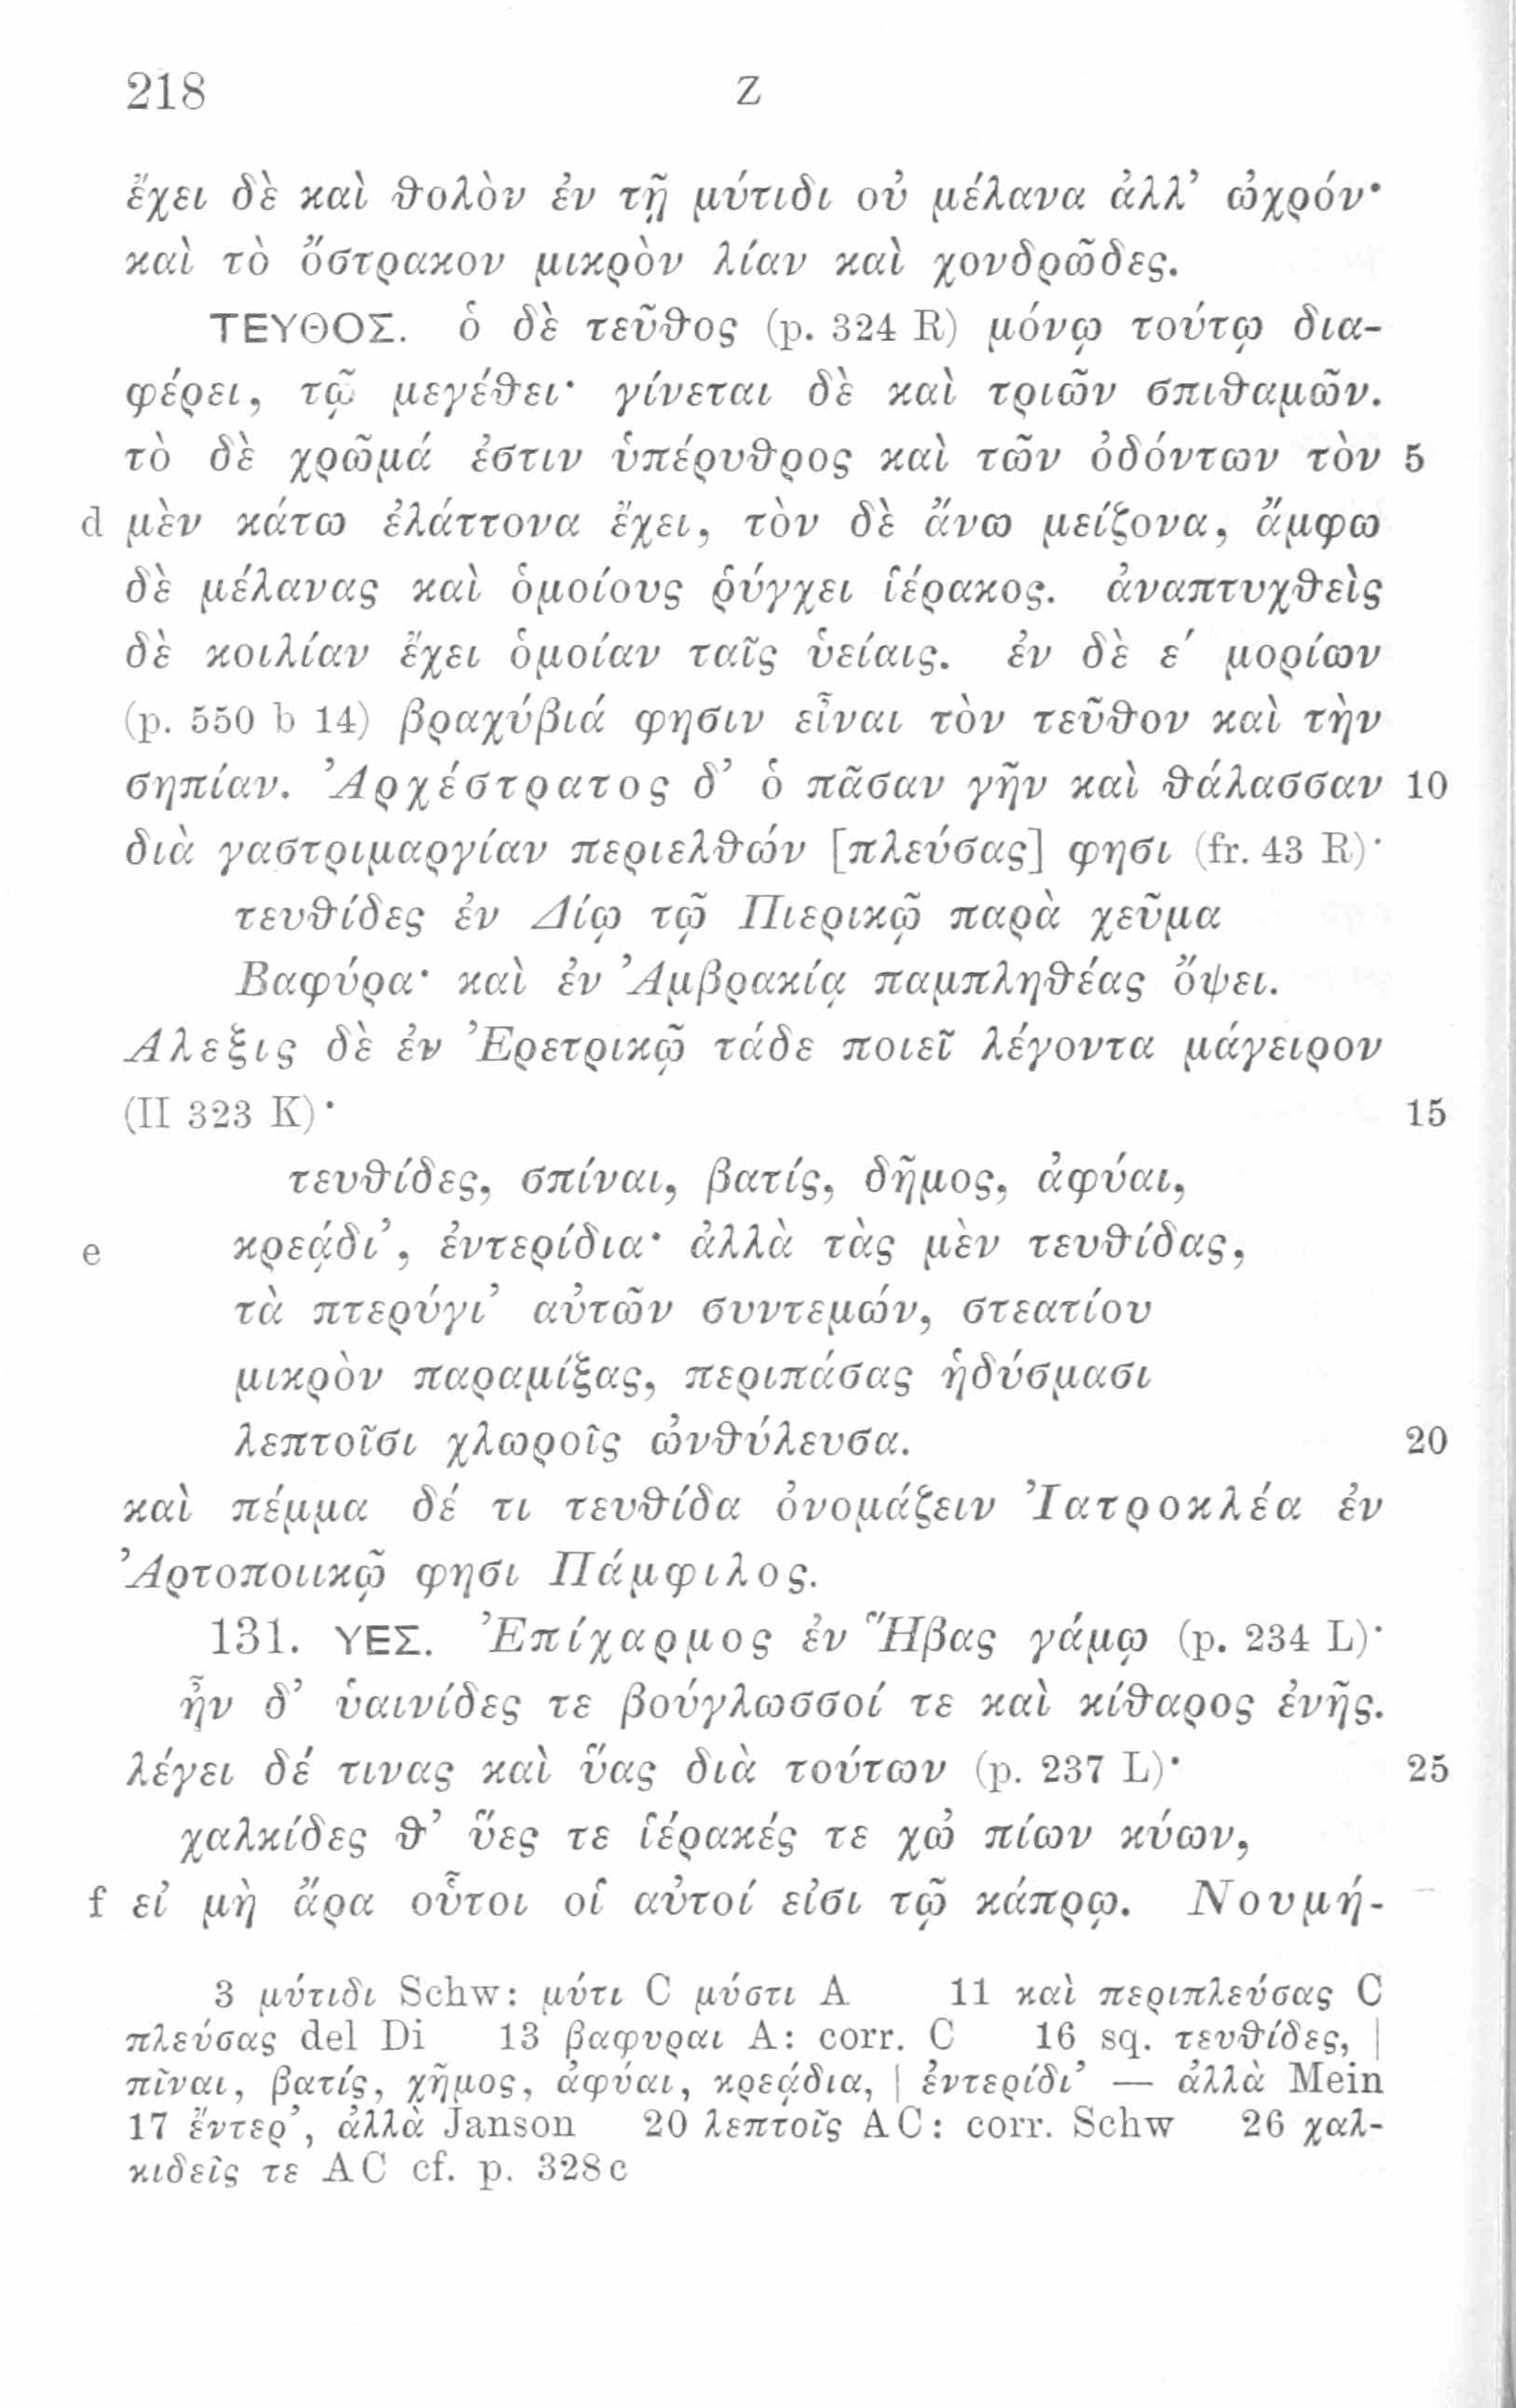 218 Z
ἔχει δὲ καὶ θολὸν ἐν τῇ μύτιδι οὐ μέλανα ἀλλ’ ὠχρόν·
καὶ τὸ ὄστρακον μικρὸν λίαν καὶ χονδρῶδες.
ΤΕΥΘΟΣ. ὁ δὲ τεῦθος (p. 324 R) μόνῳ τούτῳ δια-
φέρει, τῷ μεγέθει· γίνεται δὲ καὶ τριῶν σπιθαμῶν.
τὸ δὲ χρῶμά ἐστιν ὑπέρυθρος καὶ τῶν ὀδόντων τὸν 5
d μὲν κάτω ἐλάττονα ἔχει, τὸν δὲ ἄνω μείζονα, ἄμφω
δὲ μέλανας καὶ ὁμοίους ῥύγχει ἱέρακος. ἀναπτυχθεὶς
δὲ κοιλίαν ἔχει ὁμοίαν ταῖς ὑείαις. ἐν δὲ ε′ μορίων
(p. 550 b 14) βραχύβιά φησιν εἶναι τὸν τεῦθον καὶ τὴν
σηπίαν. Ἀρχέστρατος δ’ ὁ πᾶσαν γῆν καὶ θάλασσαν 10
διὰ γαστριμαργίαν περιελθών [πλεύσας] φησι (fr. 43 R)·
τευθίδες ἐν Δίῳ τῷ Πιερικῷ παρὰ χεῦμα
Βαφύρα· καὶ ἐν Ἀμβρακίᾳ παμπληθέας ὄψει.
Αλεξις δὲ ἐν Ἐρετρικῷ τάδε ποιεῖ λέγοντα μάγειρον
(II 323 K)· 15
τευθίδες, σπίναι, βατίς, δῆμος, ἀφύαι,
e κρεᾴδι’, ἐντερίδια· ἀλλὰ τὰς μὲν τευθίδας,
τὰ πτερύγι’ αὐτῶν συντεμών, στεατίου
μικρὸν παραμίξας, περιπάσας ἡδύσμασι
λεπτοῖσι χλωροῖς ὠνθύλευσα. 20
καὶ πέμμα δέ τι τευθίδα ὀνομάζειν Ἰατροκλέα ἐν
Ἀρτοποιικῷ φησι Πάμφιλος.
131. ΥΕΣ. Ἐπίχαρμος ἐν Ἥβας γάμῳ (p. 234 L)·
ἦν δ’ ὑαινίδες τε βούγλωσσοί τε καὶ κίθαρος ἐνῆς.
λέγει δέ τινας καὶ ὕας διὰ τούτων (p. 237 L)· 25
χαλκίδες θ’ ὕες τε ἱέρακές τε χὠ πίων κύων,
f εἰ μὴ ἄρα οὗτοι οἱ αὐτοί εἰσι τῷ κάπρῳ. Νουμή-
3 μύτιδι Schw: μύτι C μύστι A 11 καὶ περιπλεύσας C
πλεύσας del Di 13 βαφυραι A: corr. C 16 sq. τευθίδες, |
πῖναι, βατίς, χῆμος, ἀφύαι, κρεᾴδια, | ἐντερίδι’ — ἀλλὰ Mein
17 ἔντερ’, ἀλλὰ Janson 20 λεπτοῖς AC: corr. Schw 26 χαλ-
κιδεῖς τε AC cf. p. 328c